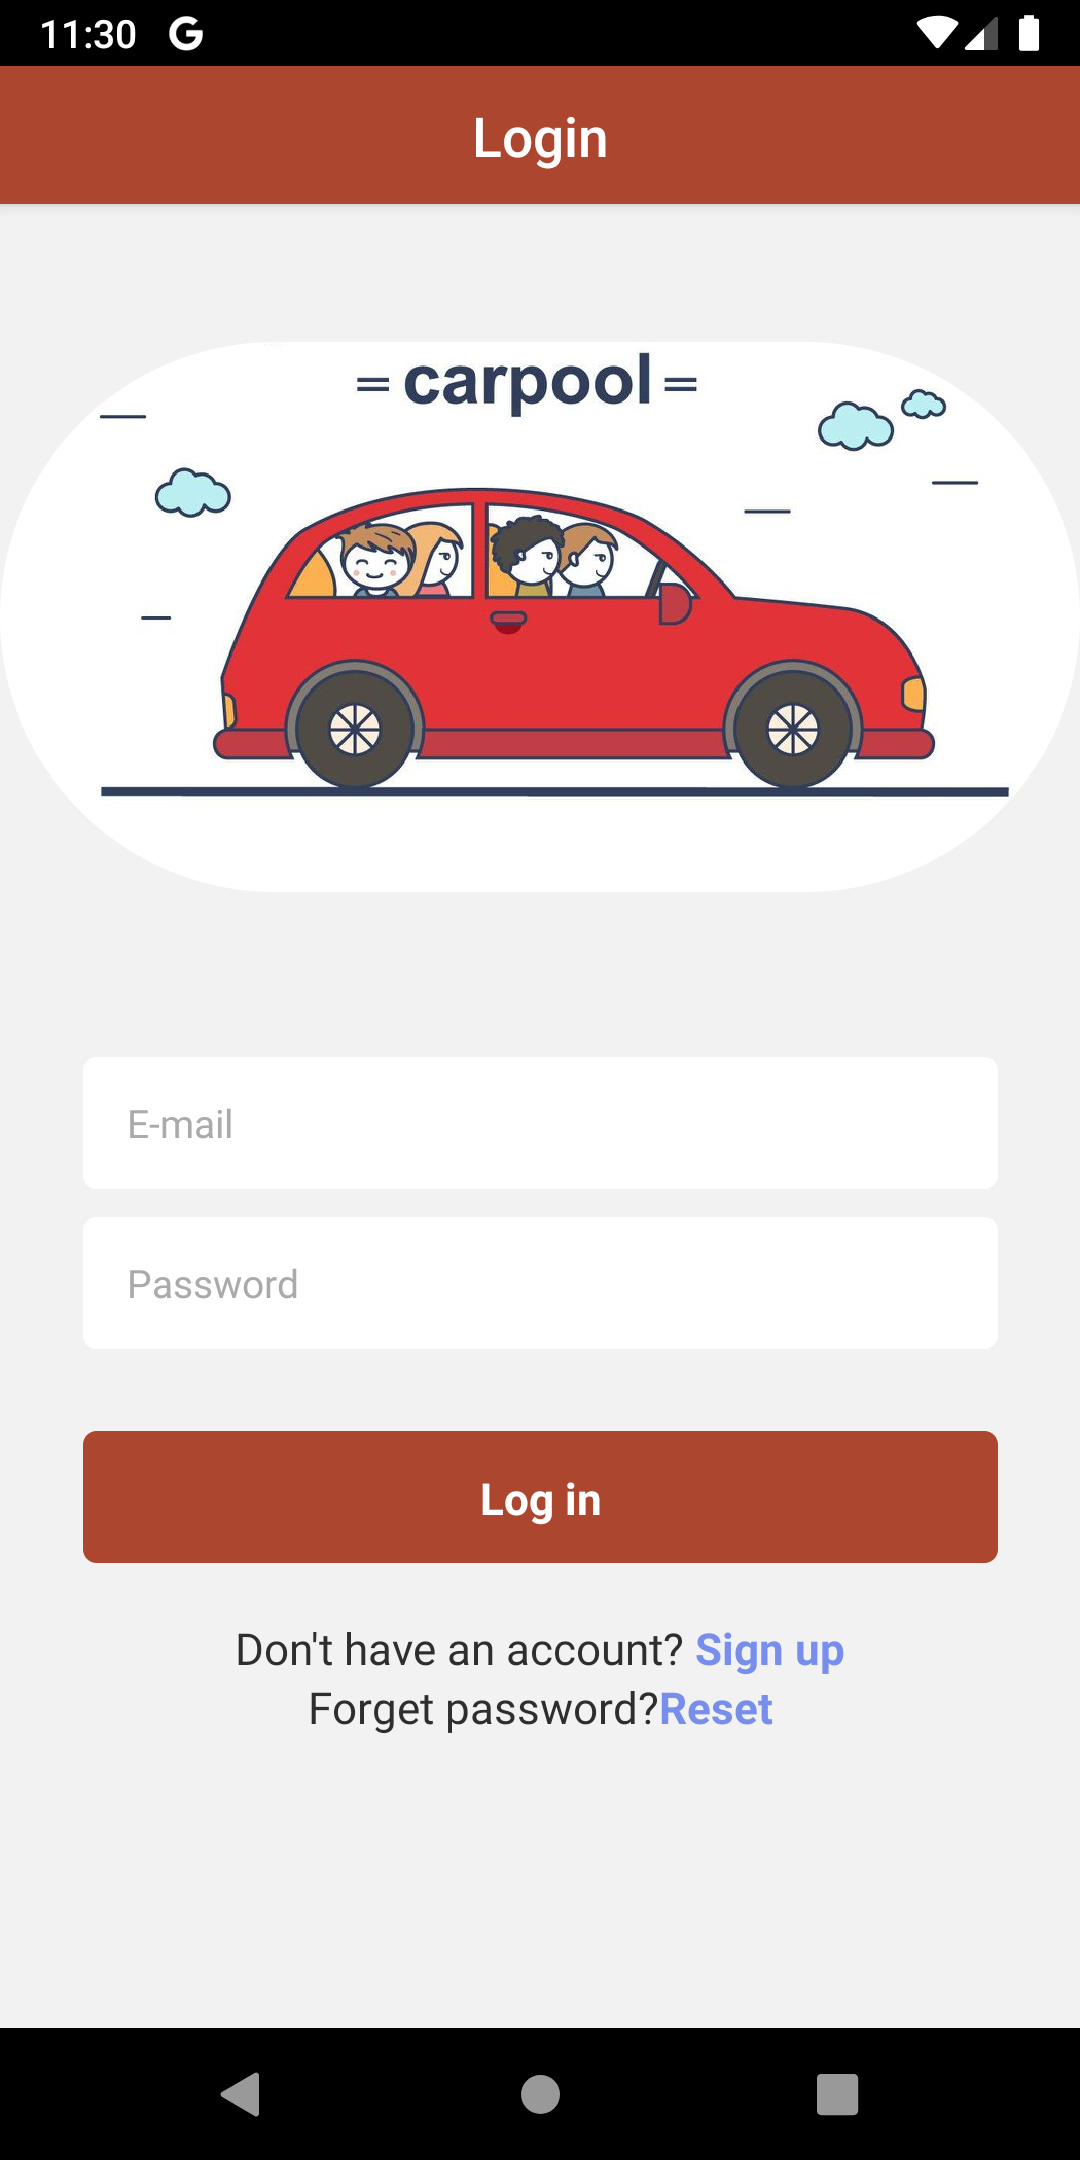 11:30 G
Login
= carpool =
E-mail
Password
Log in
Don't have an account? Sign up
Forget password?Reset